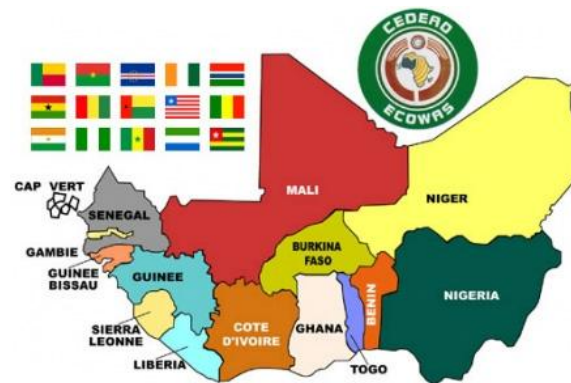 CEDEAO
ECOWAS
CAP VERT
SENEGAL
MALI
NIGER
GAMBIE
GUINEE
BISSAU
GUINEE
BURKINA
FASO
NIGERIA
SIERRA
LEONNE
LIBERIA
COTE
D'IVOIRE
GHANA
TOGO
BENIN